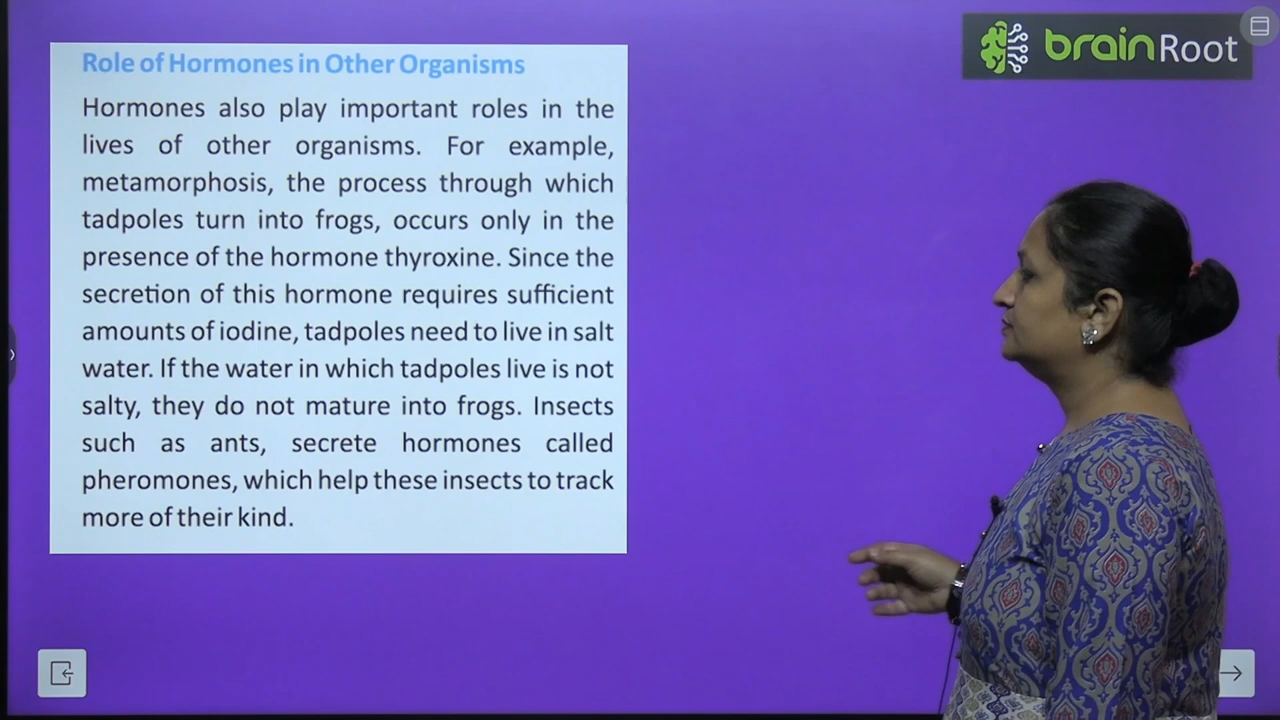 brainRoot
Role of Hormones in Other Organisms
Hormones also play important roles in the
lives of other organisms. For example,
metamorphosis, the process through which
tadpoles turn into frogs, occurs only in the
presence of the hormone thyroxine. Since the
secretion of this hormone requires sufficient
amounts of iodine, tadpoles need to live in salt
water. If the water in which tadpoles live is not
salty, they do not mature into frogs. Insects
such as ants, secrete hormones called
pheromones, which help these insects to track
more of their kind.